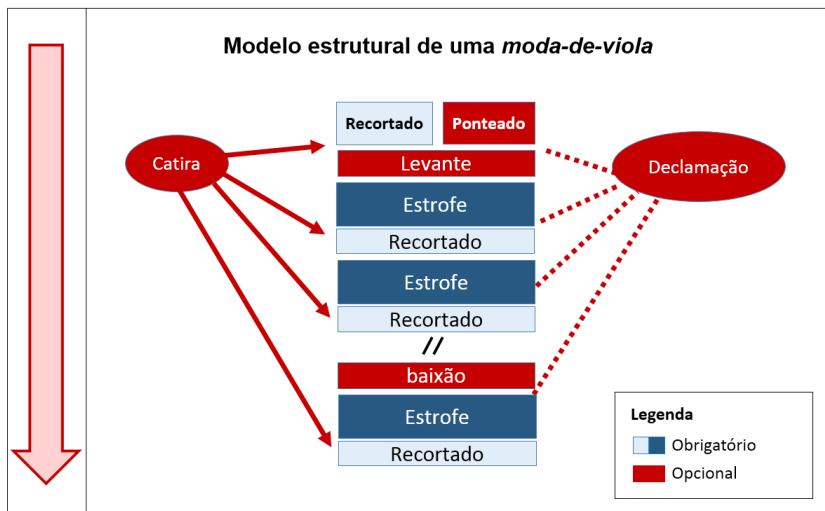 Modelo estrutural de uma moda-de-viola
Recortado
Ponteado
Catira
Levante
Declamação
Estrofe
Recortado
Estrofe
Recortado
//
baixão
Estrofe
Recortado
Legenda
Obrigatório
Opcional